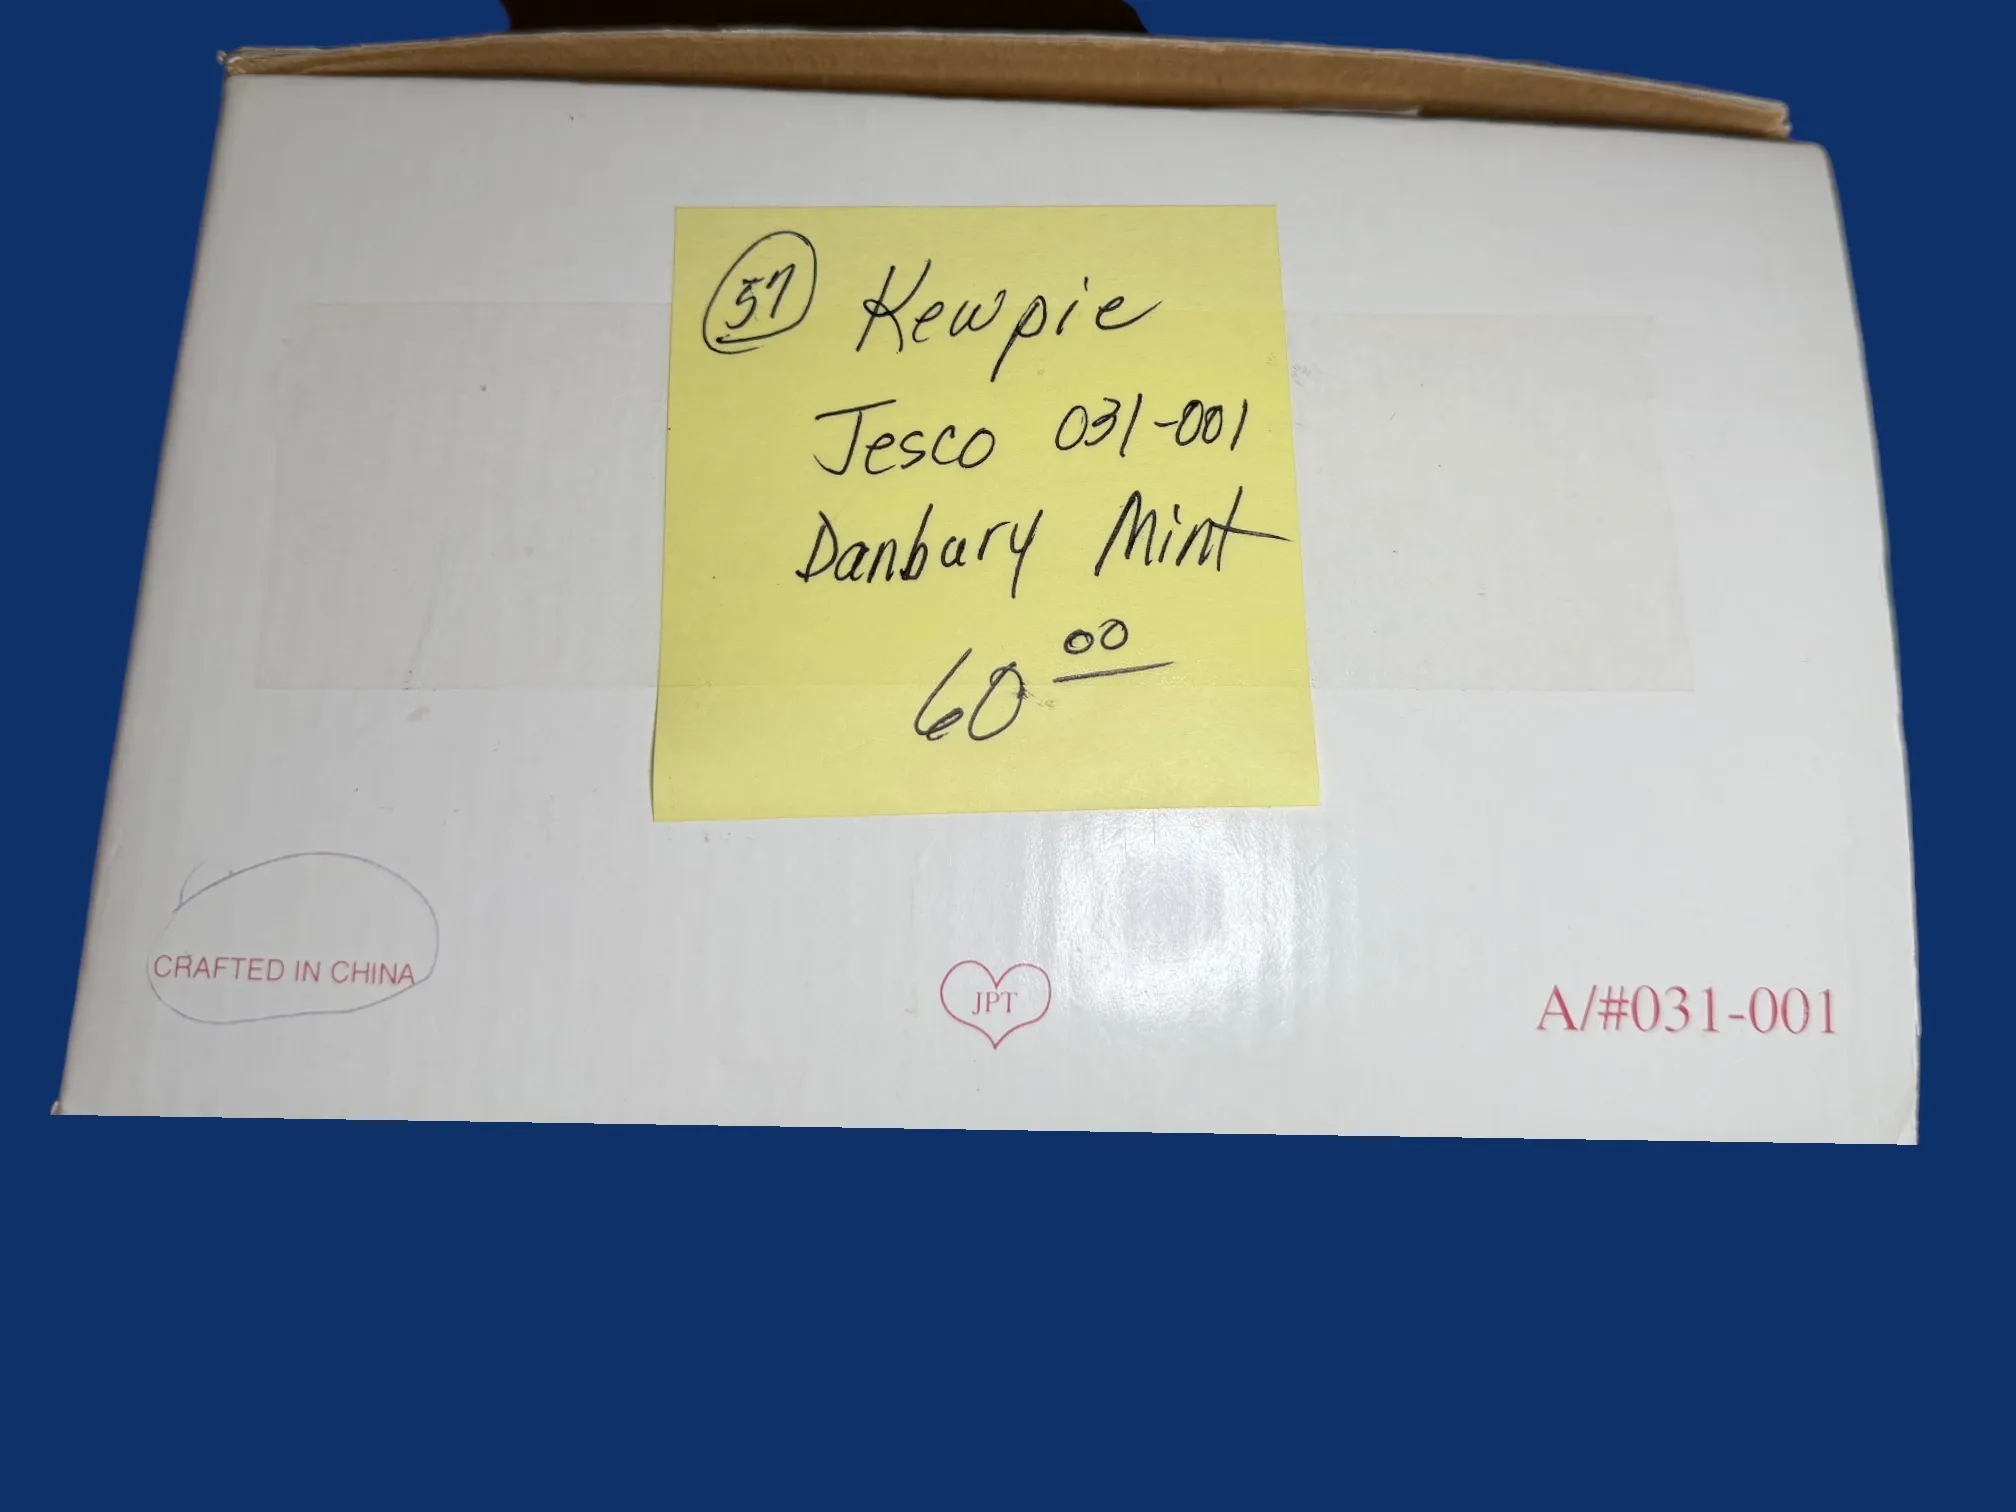 57 Kewpie
Jesco 031-001
Danbury Mint
60 00
CRAFTED IN CHINA
JPT
A/#031-001